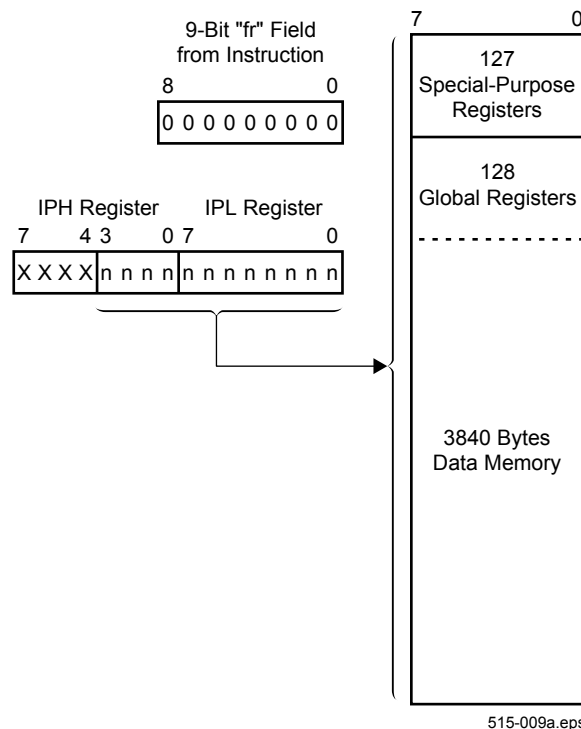 9-Bit "fr" Field
from Instruction
8 0
0 0 0 0 0 0 0 0 0
IPH Register IPL Register
7 4 3 0 7 0
X X X X n n n n n n n n n n n n
7 0
127
Special-Purpose
Registers
128
Global Registers
3840 Bytes
Data Memory
515-009a.eps